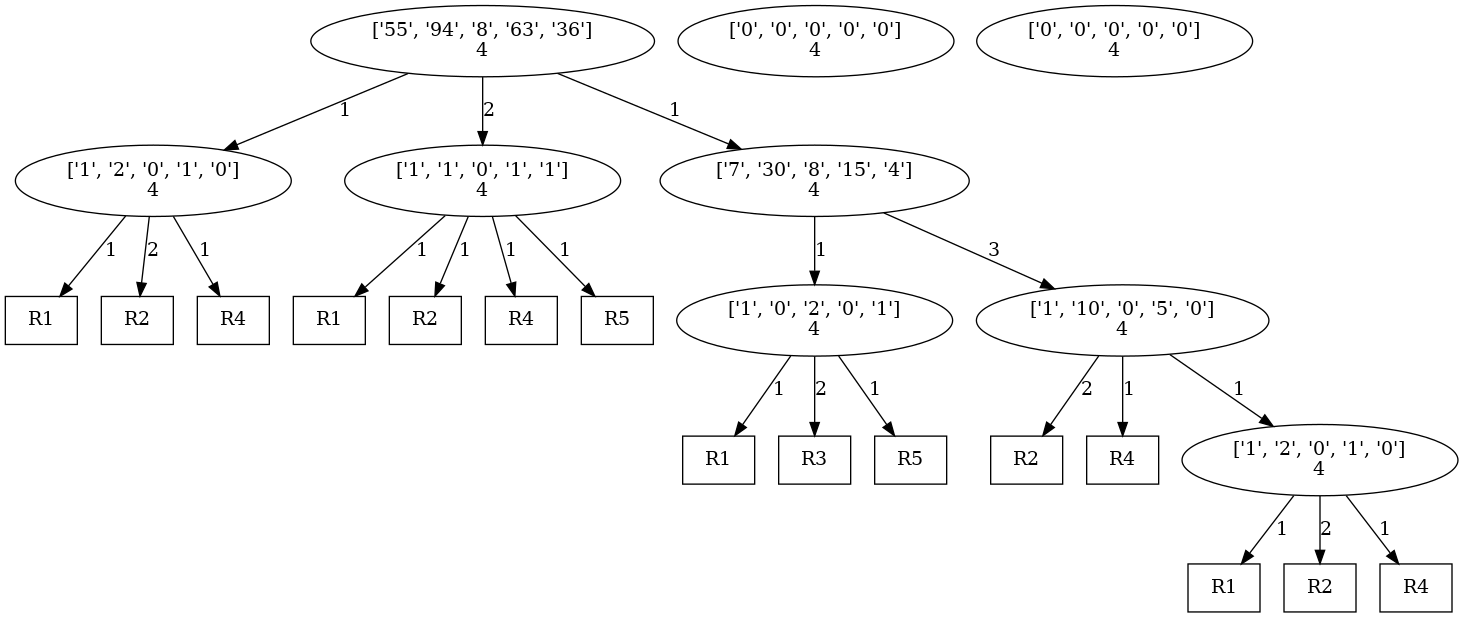 ['55', '94', '8', '63', '36']
4
['0', '0', '0', '0', '0']
4
['0', '0', '0', '0', '0']
4
1
2
1
['1', '2', '0', '1', '0']
4
['1', '1', '0', '1', '1']
4
['7', '30', '8', '15', '4']
4
1
2
1
1
1
1
1
1
3
R1
R2
R4
R1
R2
R4
R5
['1', '0', '2', '0', '1']
4
['1', '10', '0', '5', '0']
4
1
2
1
2
1
1
R1
R3
R5
R2
R4
['1', '2', '0', '1', '0']
4
1
2
1
R1
R2
R4